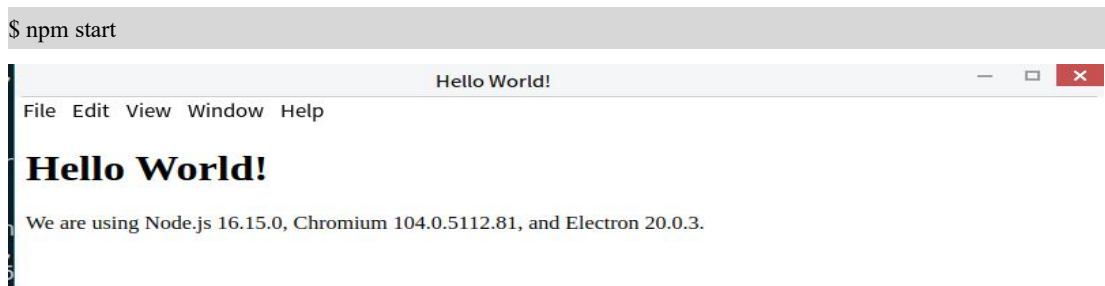 $ npm start
Hello World!
File Edit View Window Help
Hello World!
We are using Node.js 16.15.0, Chromium 104.0.5112.81, and Electron 20.0.3.